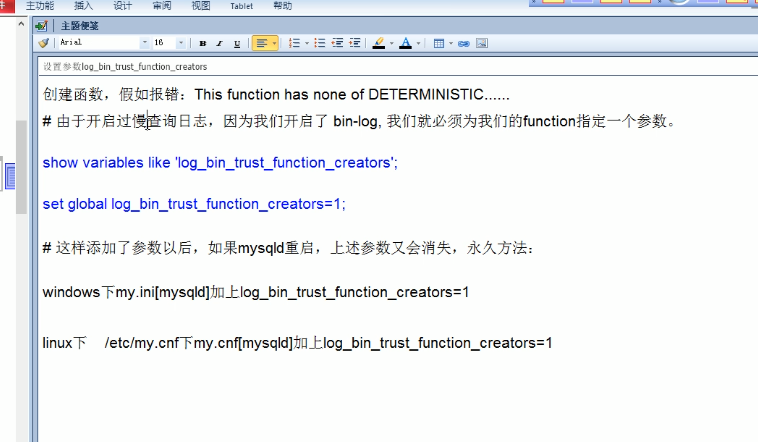 主功能 插入 设计 审阅 视图 Tablet 帮助
主题便笺
Arial 16 B I U
设置参数log_bin_trust_function_creators
创建函数，假如报错：This function has none of DETERMINISTIC......
# 由于开启过慢查询日志，因为我们开启了 bin-log, 我们就必须为我们的function指定一个参数。
show variables like 'log_bin_trust_function_creators';
set global log_bin_trust_function_creators=1;
# 这样添加了参数以后，如果mysqld重启，上述参数又会消失，永久方法：
windows下my.ini[mysqld]加上log_bin_trust_function_creators=1
linux下 /etc/my.cnf下my.cnf[mysqld]加上log_bin_trust_function_creators=1